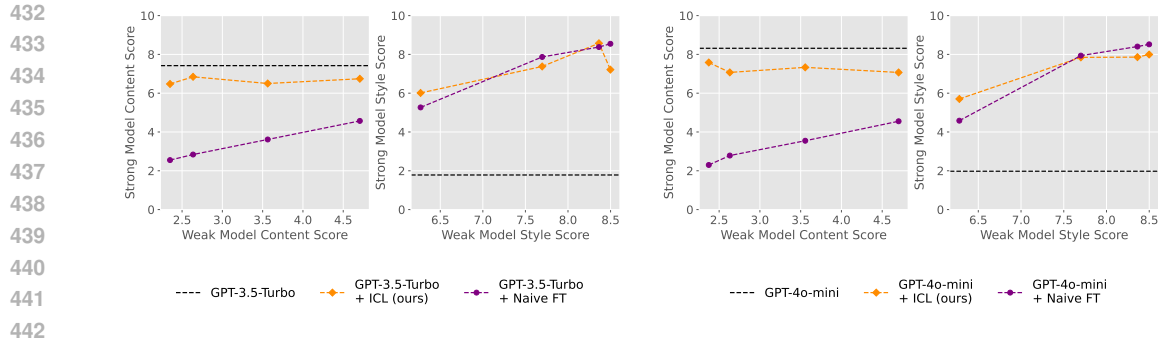 432
433
434
435
436
437
438
439
440
441
442
Strong Model Content Score
10
8
6
4
2
0
2.5 3.0 3.5 4.0 4.5
Weak Model Content Score
Strong Model Style Score
10
8
6
4
2
0
6.5 7.0 7.5 8.0 8.5
Weak Model Style Score
GPT-3.5-Turbo
GPT-3.5-Turbo
+ ICL (ours)
GPT-3.5-Turbo
+ Naive FT
Strong Model Content Score
10
8
6
4
2
0
2.5 3.0 3.5 4.0 4.5
Weak Model Content Score
Strong Model Style Score
10
8
6
4
2
0
6.5 7.0 7.5 8.0 8.5
Weak Model Style Score
GPT-4o-mini
GPT-4o-mini
+ ICL (ours)
GPT-4o-mini
+ Naive FT